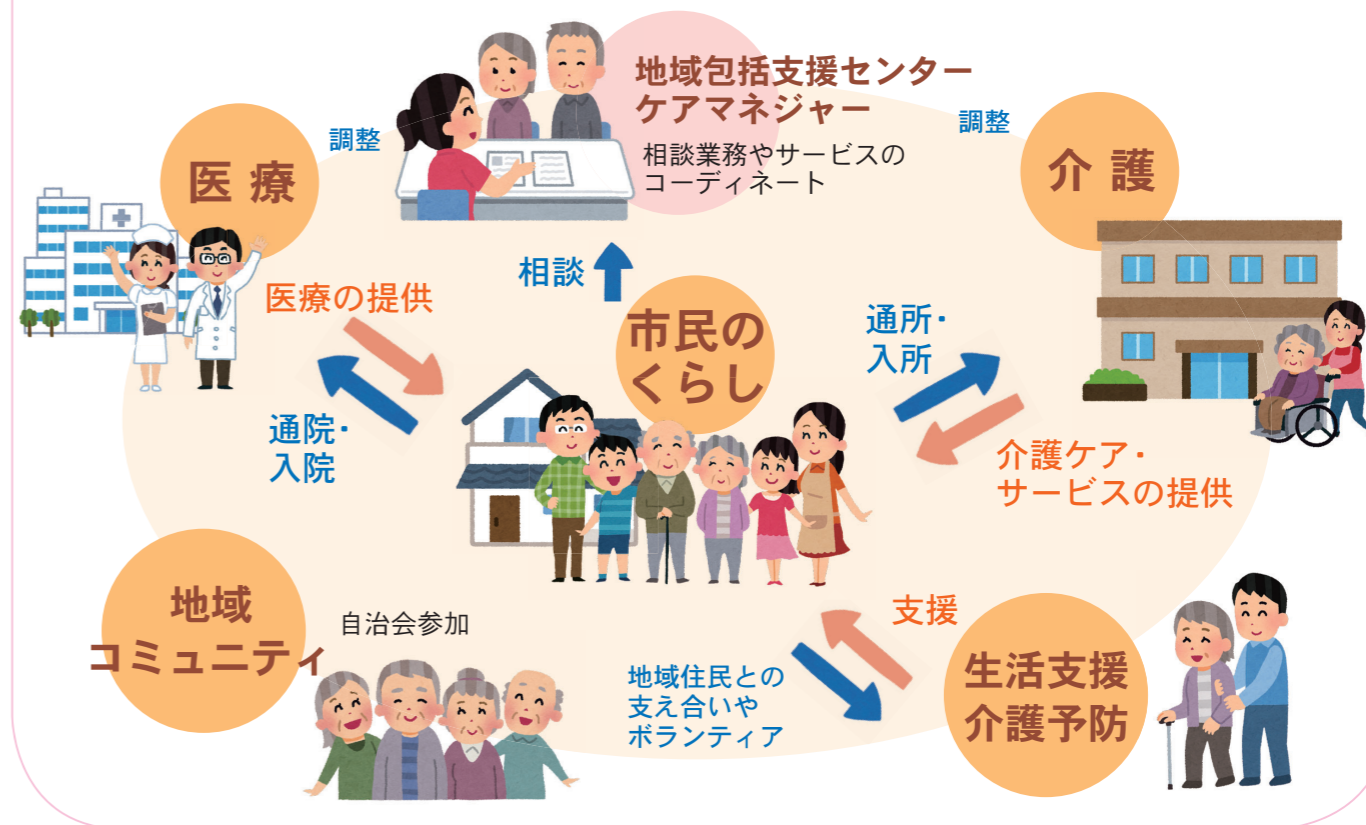 地域包括支援センター
ケアマネジャー
相談業務やサービスの
コーディネート
調整
調整
医療
介護
相談
医療の提供
市民の
くらし
通所・
入所
通院・
入院
介護ケア・
サービスの提供
地域
コミュニティ
自治会参加
支援
地域住民との
支え合いや
ボランティア
生活支援
介護予防